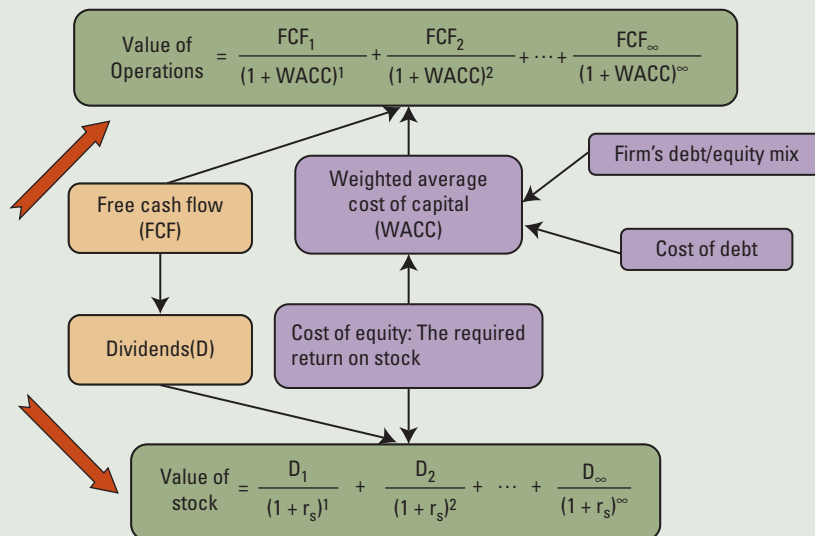 Value of Operations = FCF₁/(1 + WACC)¹ + FCF₂/(1 + WACC)² + ⋯ + FCF∞/(1 + WACC)^∞
Firm's debt/equity mix
Weighted average
cost of capital
(WACC)
Free cash flow
(FCF)
Cost of debt
Dividends(D)
Cost of equity: The required
return on stock
Value of stock = D₁/(1 + rₛ)¹ + D₂/(1 + rₛ)² + ⋯ + D∞/(1 + rₛ)^∞